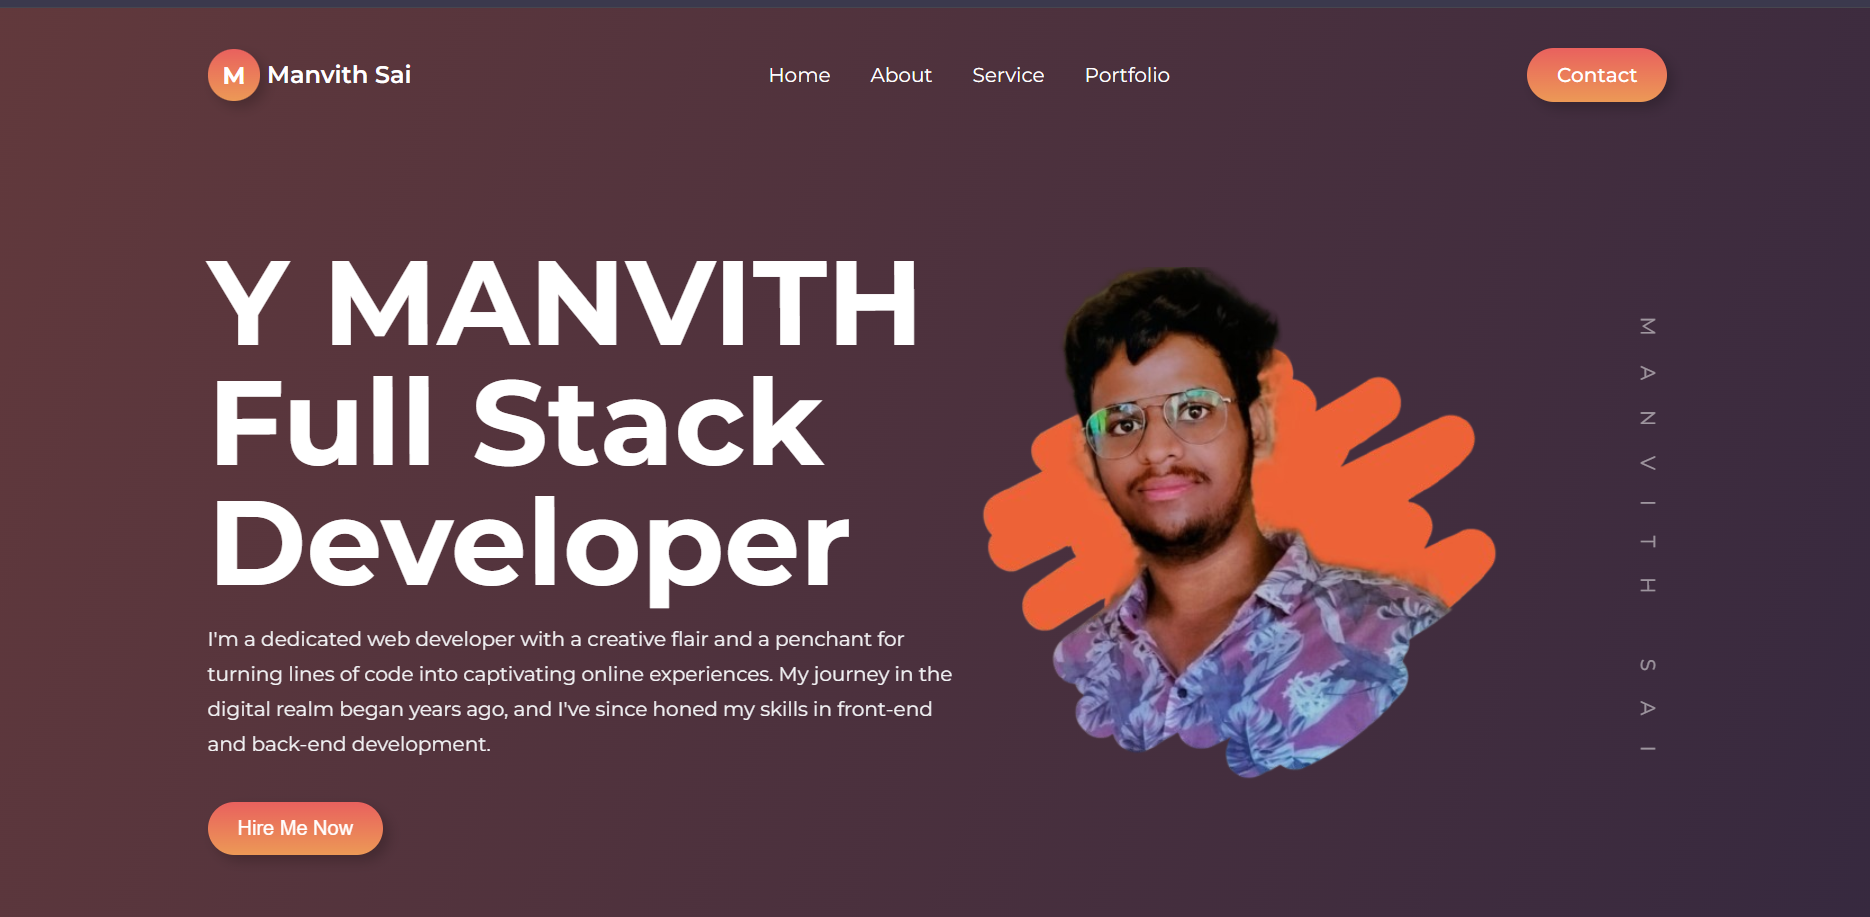 M Manvith Sai
Home About Service Portfolio
Contact
Y MANVITH
Full Stack
Developer
I'm a dedicated web developer with a creative flair and a penchant for
turning lines of code into captivating online experiences. My journey in the
digital realm began years ago, and I've since honed my skills in front-end
and back-end development.
Hire Me Now
MANVITH SAI